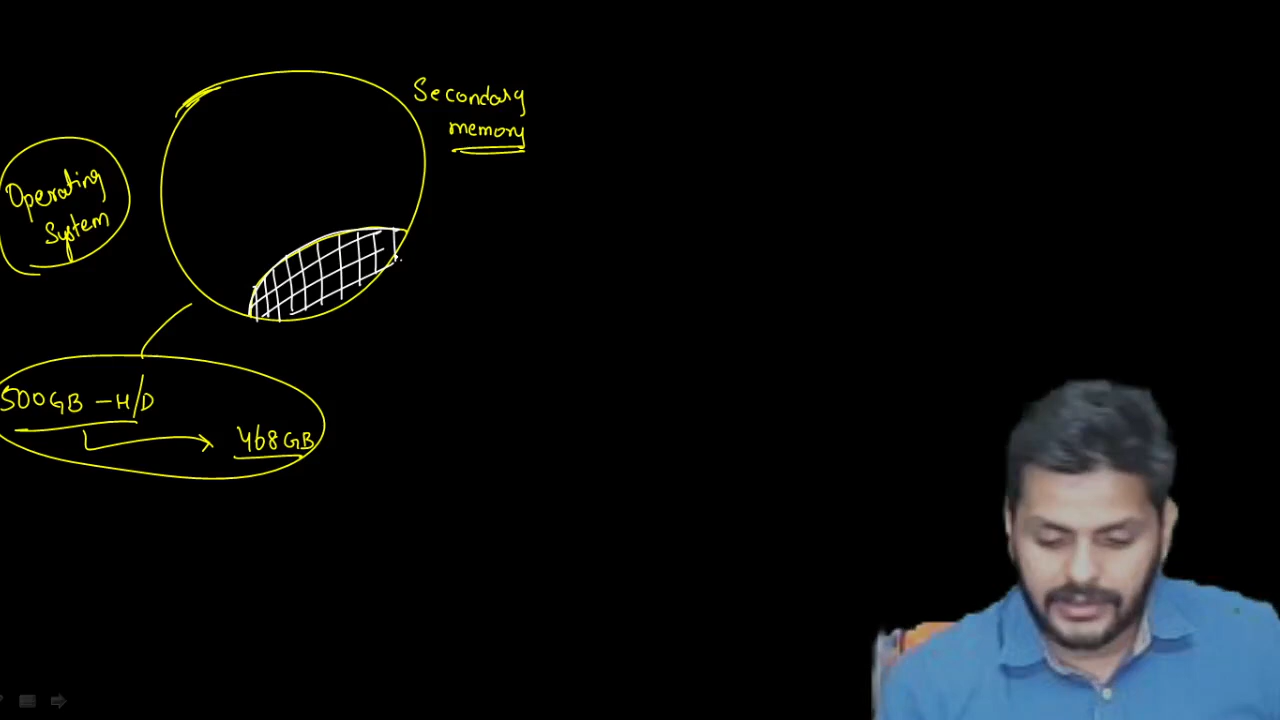 Secondary
memory
Operating
System
500GB - H/D
468GB